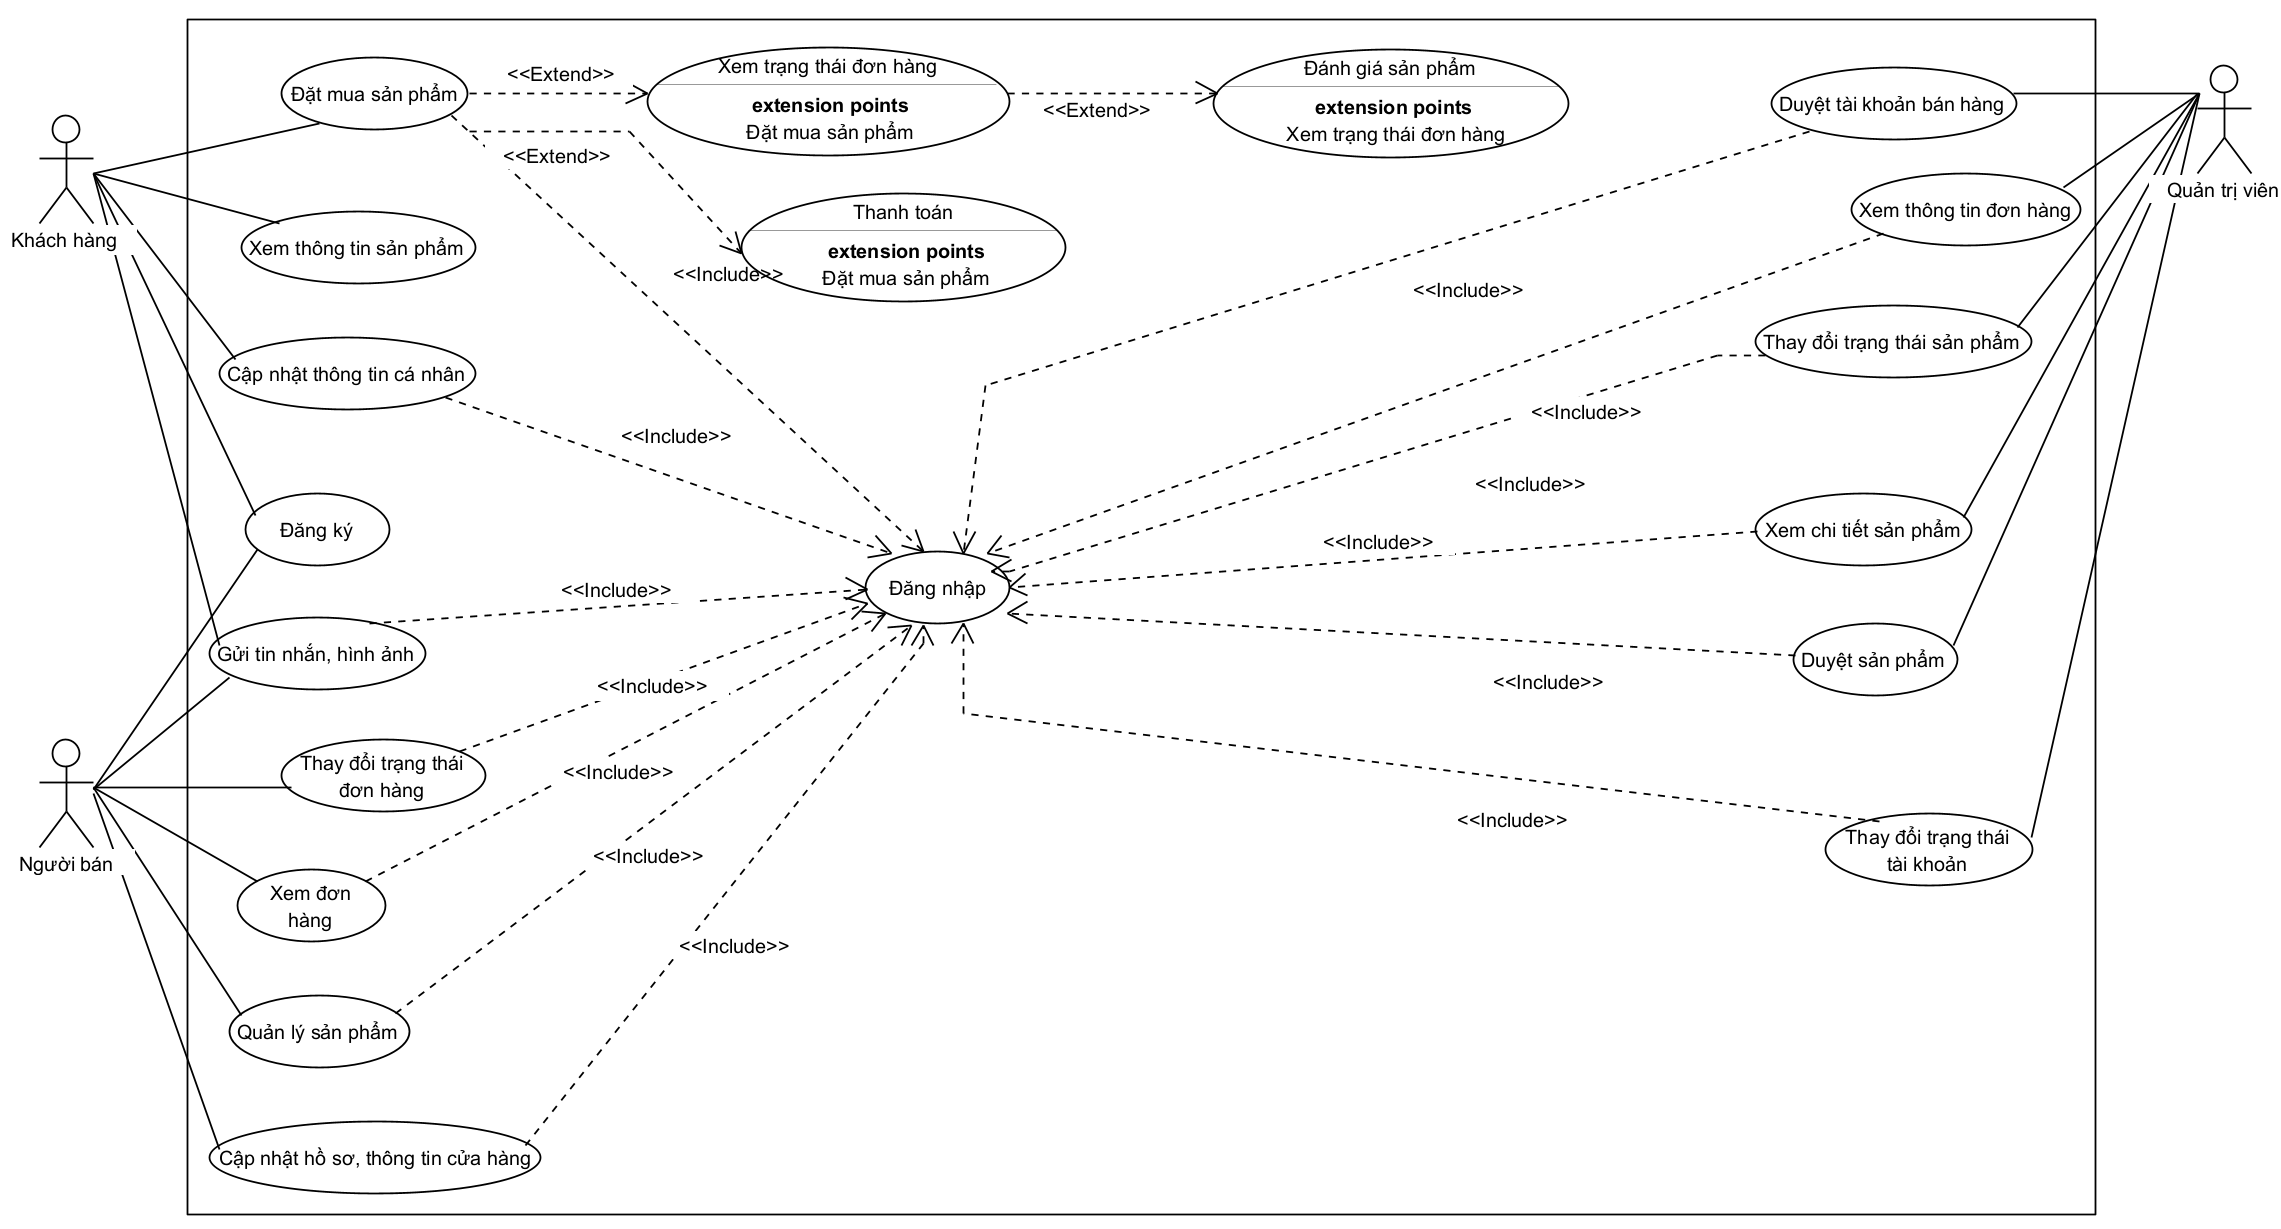 Đặt mua sản phẩm
<<Extend>>
Xem trạng thái đơn hàng
extension points
Đặt mua sản phẩm
<<Extend>>
Đánh giá sản phẩm
extension points
Xem trạng thái đơn hàng
Duyệt tài khoản bán hàng
Quản trị viên
Khách hàng
<<Extend>>
Thanh toán
extension points
Đặt mua sản phẩm
<<Include>>
Xem thông tin đơn hàng
Xem thông tin sản phẩm
<<Include>>
Thay đổi trạng thái sản phẩm
Cập nhật thông tin cá nhân
<<Include>>
<<Include>>
<<Include>>
Đăng ký
<<Include>>
Xem chi tiết sản phẩm
<<Include>>
Đăng nhập
Gửi tin nhắn, hình ảnh
Duyệt sản phẩm
<<Include>>
<<Include>>
Thay đổi trạng thái
đơn hàng
<<Include>>
<<Include>>
Thay đổi trạng thái
tài khoản
Người bán
<<Include>>
Xem đơn
hàng
<<Include>>
Quản lý sản phẩm
Cập nhật hồ sơ, thông tin cửa hàng